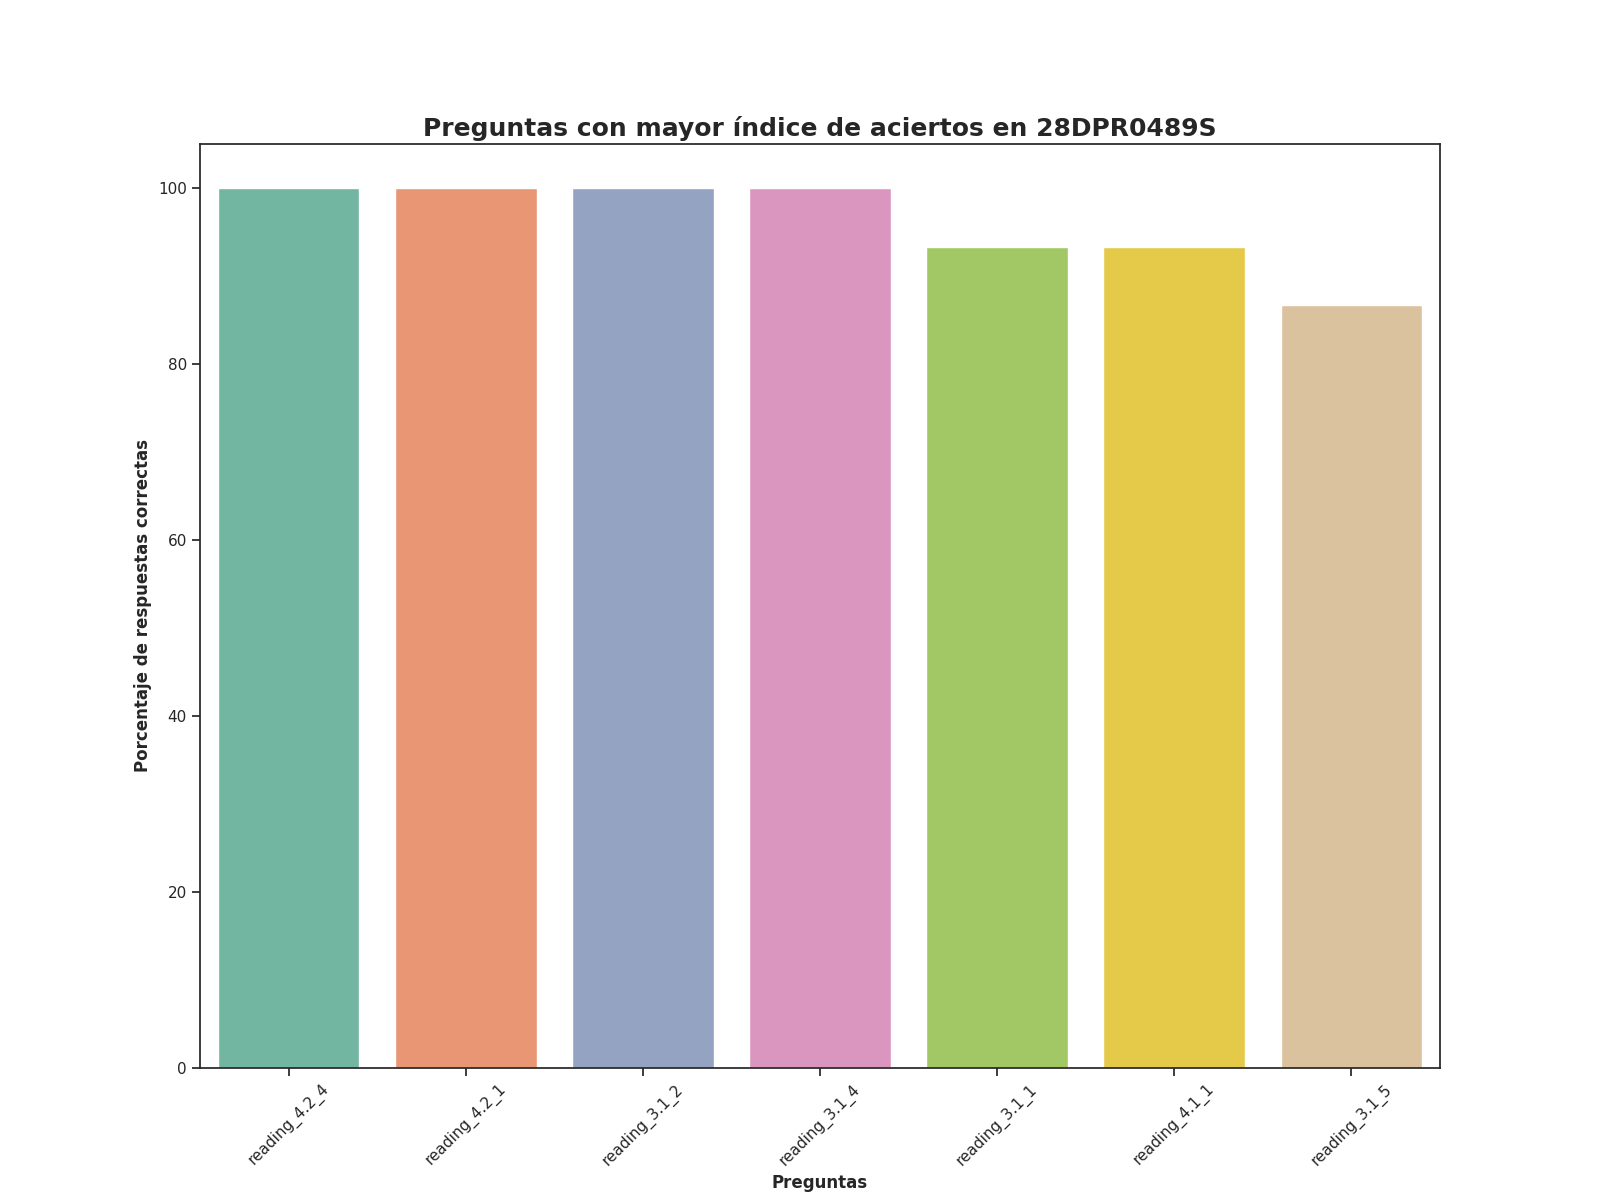 Preguntas con mayor índice de aciertos en 28DPR0489S
Porcentaje de respuestas correctas
100
80
60
40
20
0
reading_4.2_4
reading_4.2_1
reading_3.1_2
reading_3.1_4
reading_3.1_1
reading_4.1_1
reading_3.1_5
Preguntas